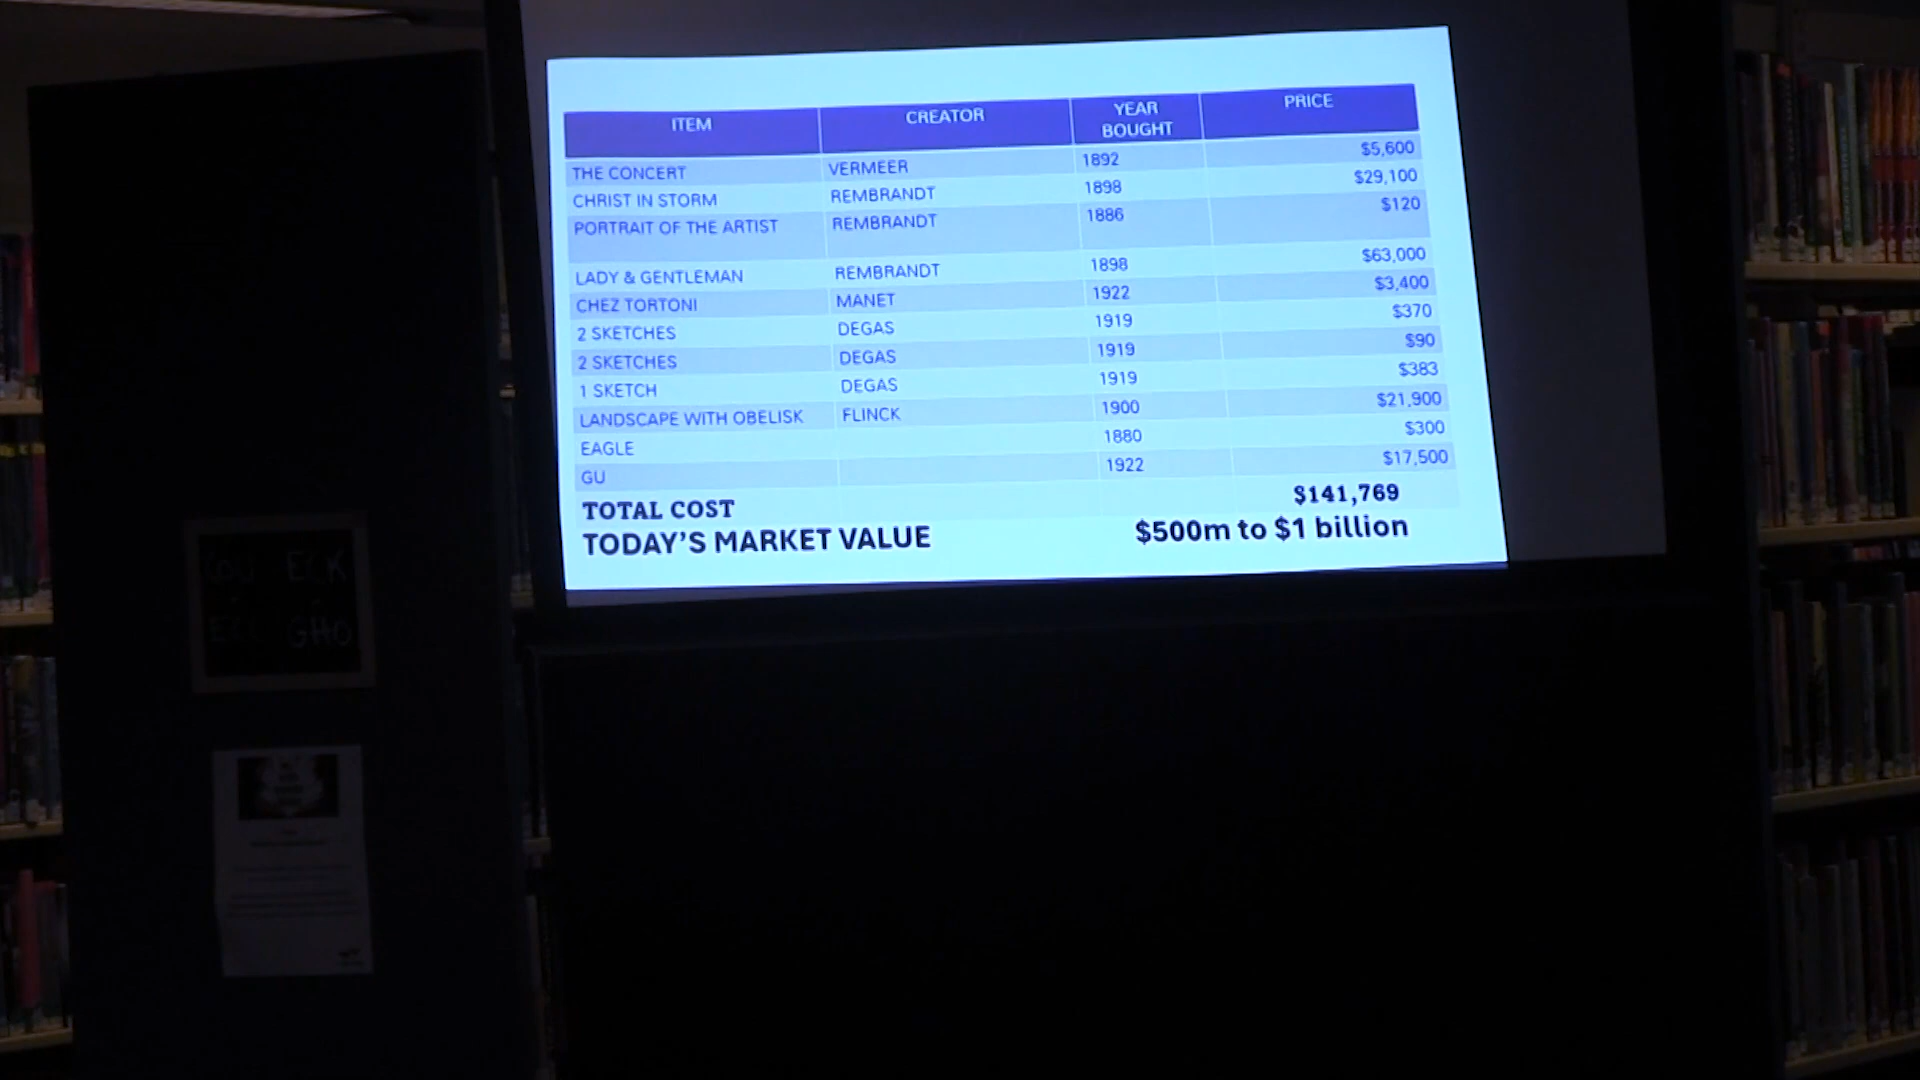 ITEM CREATOR YEAR BOUGHT PRICE
THE CONCERT VERMEER 1892 $5,600
CHRIST IN STORM REMBRANDT 1898 $29,100
PORTRAIT OF THE ARTIST REMBRANDT 1886 $120
LADY & GENTLEMAN REMBRANDT 1898 $63,000
CHEZ TORTONI MANET 1922 $3,400
2 SKETCHES DEGAS 1919 $370
2 SKETCHES DEGAS 1919 $90
1 SKETCH DEGAS 1919 $383
LANDSCAPE WITH OBELISK FLINCK 1900 $21,900
EAGLE 1880 $300
GU 1922 $17,500
TOTAL COST $141,769
TODAY'S MARKET VALUE $500m to $1 billion